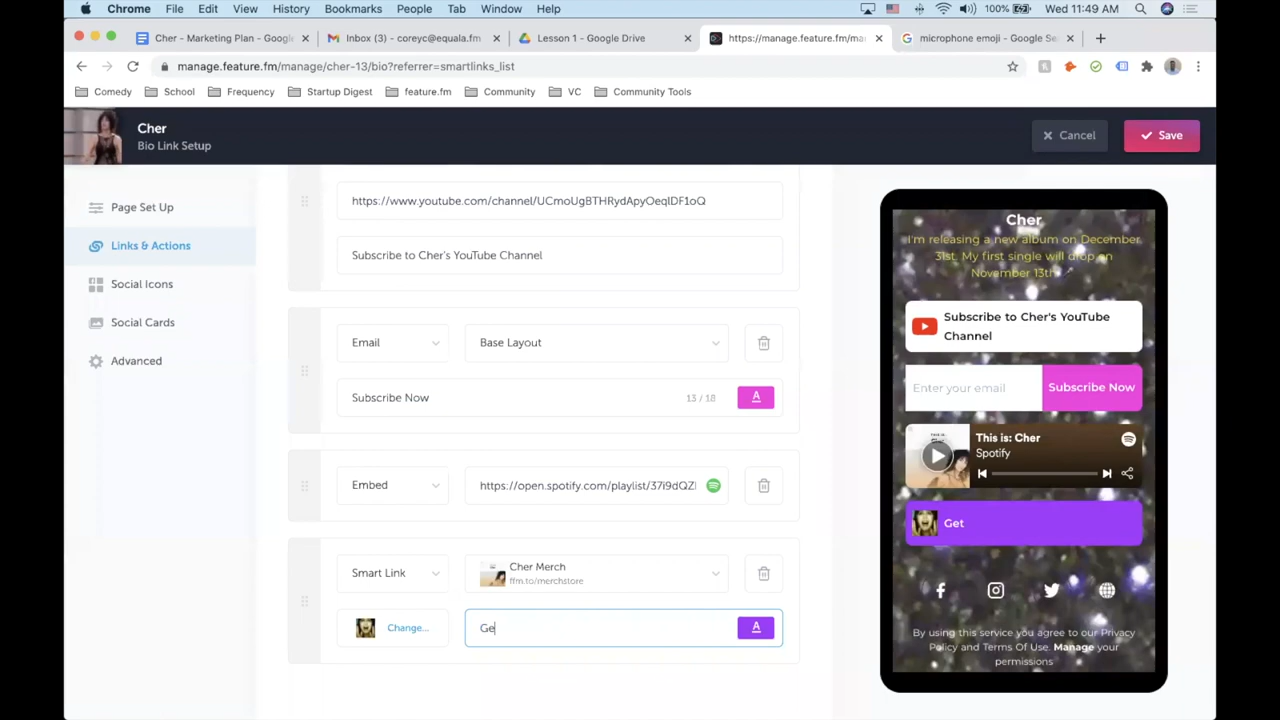 Chrome File Edit View History Bookmarks People Tab Window Help 100% Wed 11:49 AM
Cher - Marketing Plan - Google Inbox (3) - coreyc@equala.fm Lesson 1 - Google Drive https://manage.feature.fm/ma microphone emoji - Google Se
manage.feature.fm/manage/cher-13/bio?referrer=smartlinks_list
Comedy School Frequency Startup Digest feature.fm Community VC Community Tools
Cher
Bio Link Setup
Cancel Save
Page Set Up
Links & Actions
Social Icons
Social Cards
Advanced
https://www.youtube.com/channel/UCmoUgBTHRydApyOeqlDF1oQ
Subscribe to Cher's YouTube Channel
Email Base Layout
Subscribe Now 13 / 18 A
Embed https://open.spotify.com/playlist/37i9dQZI
Smart Link Cher Merch
ffm.to/merchstore
Change... Ge A
Cher
I'm releasing a new album on December
31st. My first single will drop on
November 13th
Subscribe to Cher's YouTube
Channel
Enter your email Subscribe Now
This is: Cher
Spotify
Get
By using this service you agree to our Privacy
Policy and Terms Of Use. Manage your
permissions